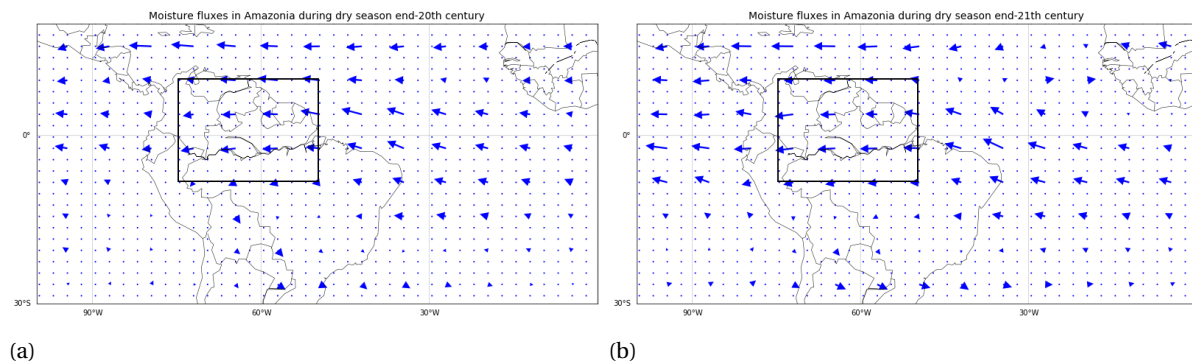 Moisture fluxes in Amazonia during dry season end-20th century
0°
30°S
90°W
60°W
30°W
(a)
Moisture fluxes in Amazonia during dry season end-21th century
0°
30°S
90°W
60°W
30°W
(b)